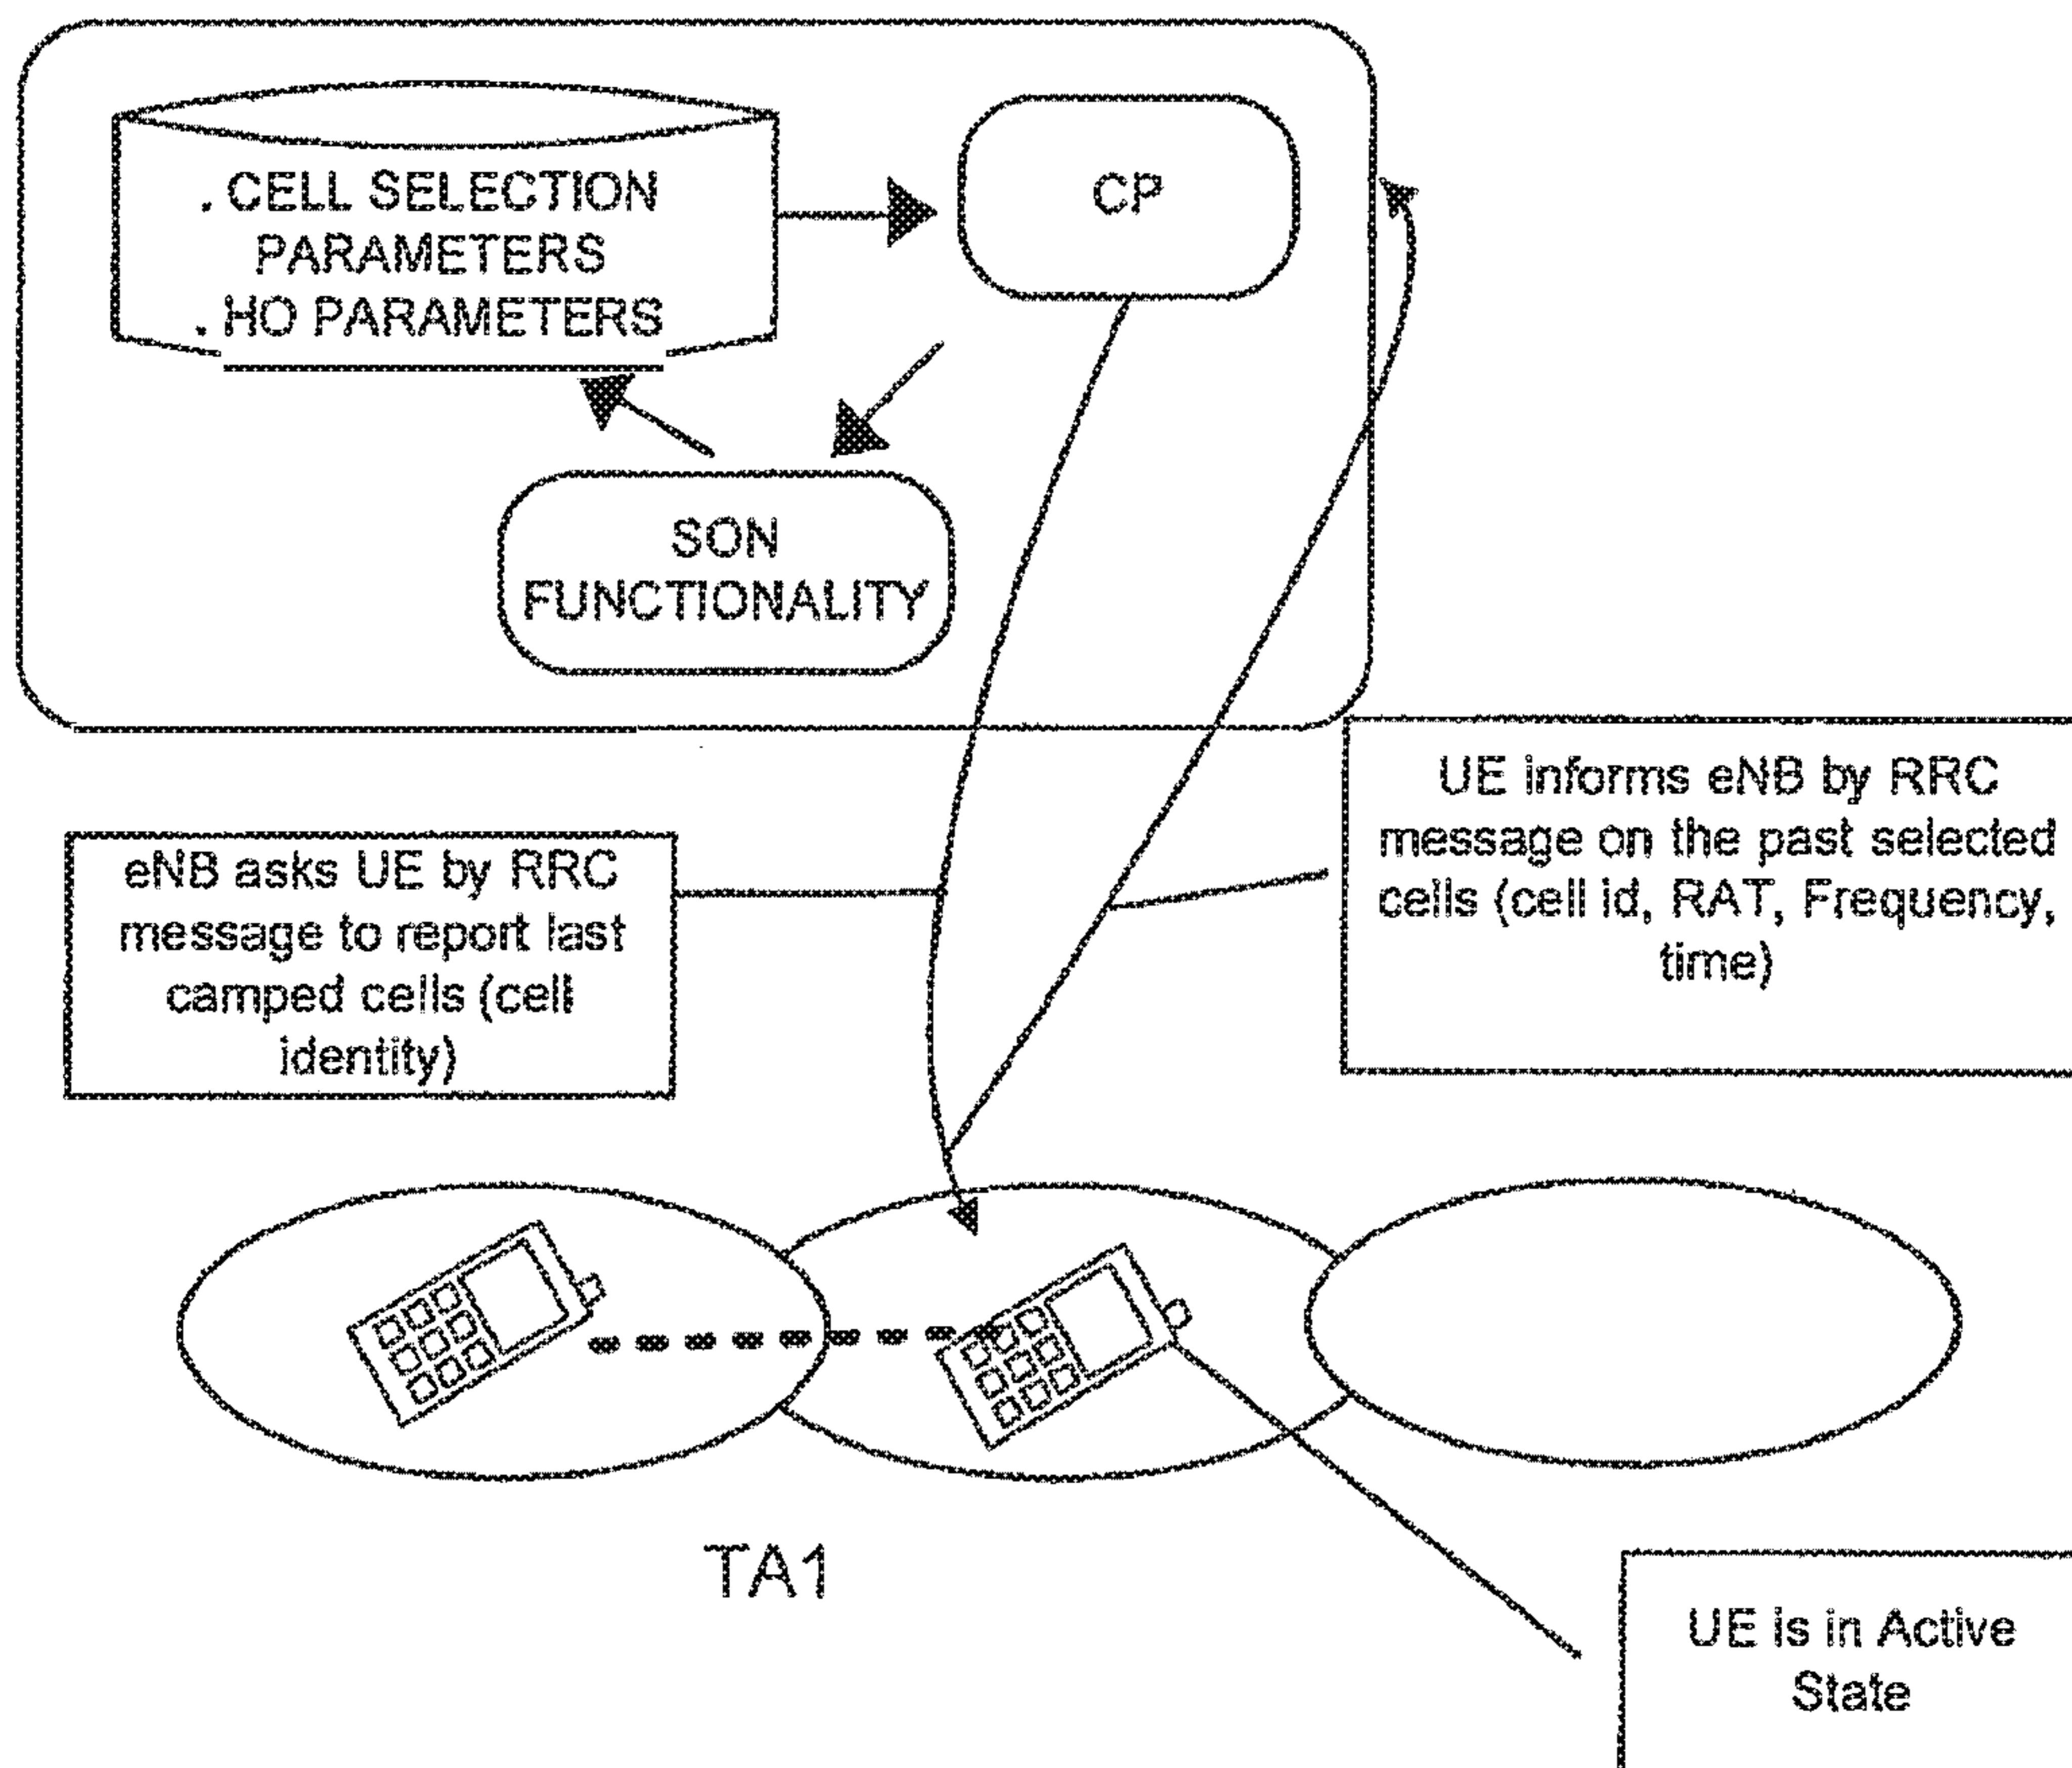 . CELL SELECTION
PARAMETERS
. HO PARAMETERS
CP
SON
FUNCTIONALITY
eNB asks UE by RRC
message to report last
camped cells (cell
identity)
UE informs eNB by RRC
message on the past selected
cells (cell id, RAT, Frequency,
time)
TA1
UE is in Active
State